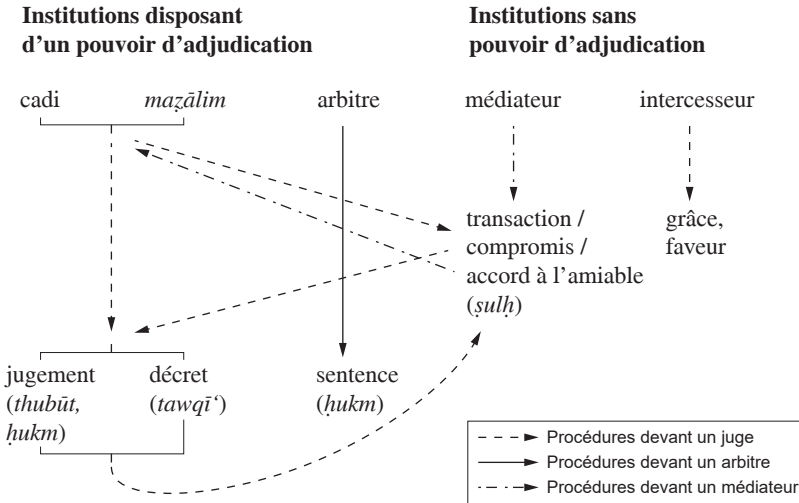 Institutions disposant
d'un pouvoir d'adjudication
Institutions sans
pouvoir d'adjudication
cadi
maẓālim
arbitre
médiateur
intercesseur
transaction /
compromis /
accord à l'amiable
(ṣulḥ)
grâce,
faveur
jugement
(thubūt,
ḥukm)
décret
(tawqī‘)
sentence
(ḥukm)
Procédures devant un juge
Procédures devant un arbitre
Procédures devant un médiateur